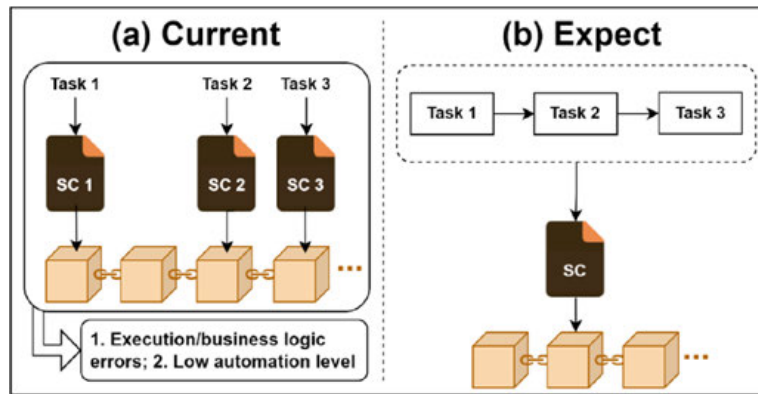 (a) Current
Task 1
Task 2
Task 3
SC 1
SC 2
SC 3
...
1. Execution/business logic
errors; 2. Low automation level
(b) Expect
Task 1
Task 2
Task 3
SC
...